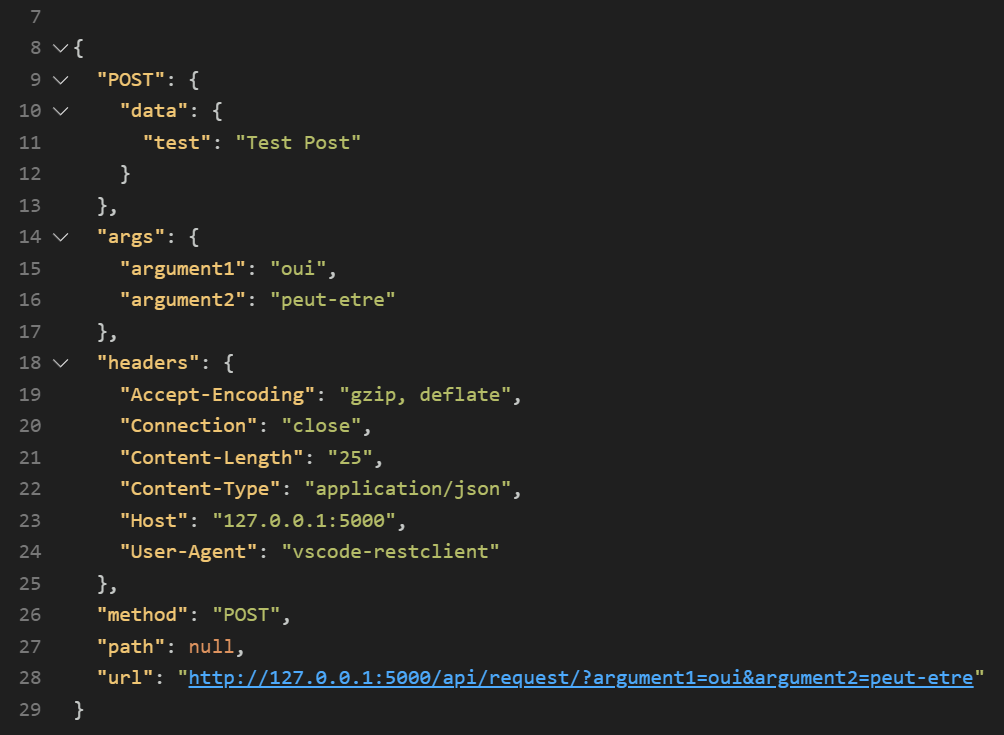 7
8 {
9 "POST": {
10 "data": {
11 "test": "Test Post"
12 }
13 },
14 "args": {
15 "argument1": "oui",
16 "argument2": "peut-etre"
17 },
18 "headers": {
19 "Accept-Encoding": "gzip, deflate",
20 "Connection": "close",
21 "Content-Length": "25",
22 "Content-Type": "application/json",
23 "Host": "127.0.0.1:5000",
24 "User-Agent": "vscode-restclient"
25 },
26 "method": "POST",
27 "path": null,
28 "url": "http://127.0.0.1:5000/api/request/?argument1=oui&argument2=peut-etre"
29 }